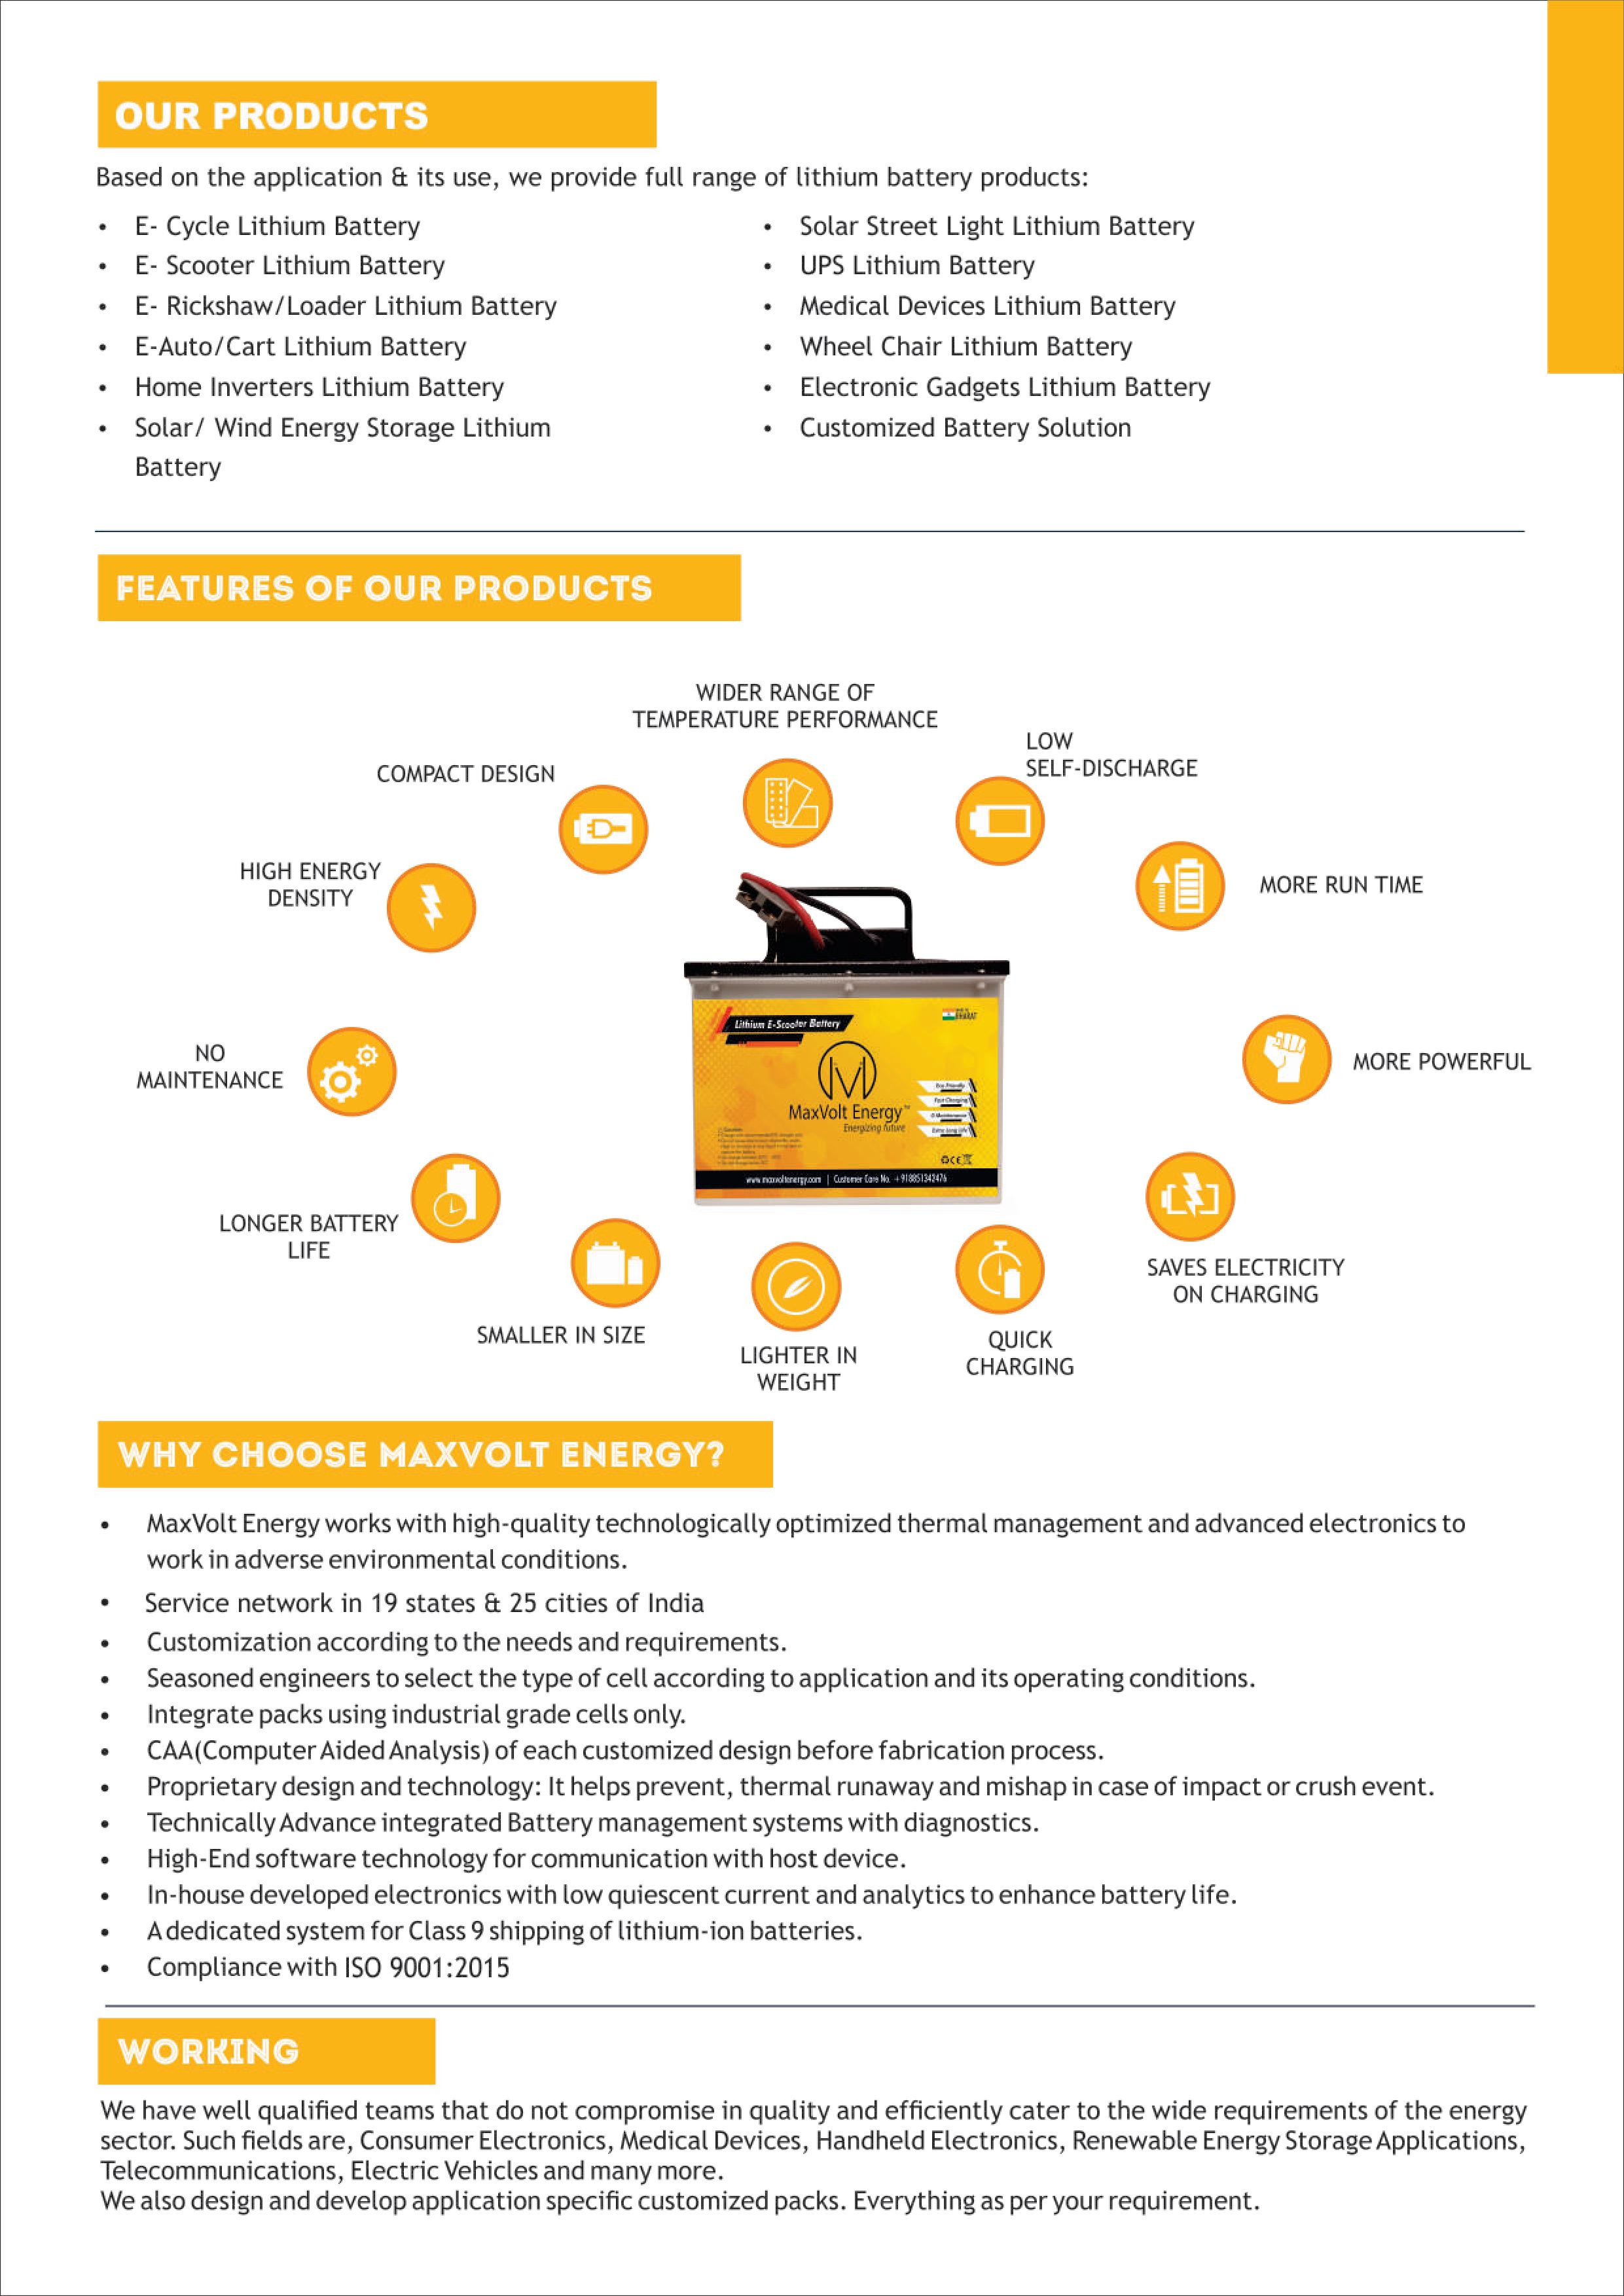 OUR PRODUCTS
Based on the application & its use, we provide full range of lithium battery products:
• E- Cycle Lithium Battery
• E- Scooter Lithium Battery
• E- Rickshaw/Loader Lithium Battery
• E-Auto/Cart Lithium Battery
• Home Inverters Lithium Battery
• Solar/ Wind Energy Storage Lithium
Battery
• Solar Street Light Lithium Battery
• UPS Lithium Battery
• Medical Devices Lithium Battery
• Wheel Chair Lithium Battery
• Electronic Gadgets Lithium Battery
• Customized Battery Solution
FEATURES OF OUR PRODUCTS
WIDER RANGE OF
TEMPERATURE PERFORMANCE
LOW
SELF-DISCHARGE
COMPACT DESIGN
HIGH ENERGY
DENSITY
MORE RUN TIME
NO
MAINTENANCE
MORE POWERFUL
Lithium E-Scooter Battery
BHARAT
MaxVolt Energy™
Energizing future
Eco Friendly
Fast Charging
0 Maintenance
Extra Long Life
www.maxvoltenergy.com | Customer Care No. +918851342476
LONGER BATTERY
LIFE
SMALLER IN SIZE
LIGHTER IN
WEIGHT
QUICK
CHARGING
SAVES ELECTRICITY
ON CHARGING
WHY CHOOSE MAXVOLT ENERGY?
• MaxVolt Energy works with high-quality technologically optimized thermal management and advanced electronics to
work in adverse environmental conditions.
• Service network in 19 states & 25 cities of India
• Customization according to the needs and requirements.
• Seasoned engineers to select the type of cell according to application and its operating conditions.
• Integrate packs using industrial grade cells only.
• CAA(Computer Aided Analysis) of each customized design before fabrication process.
• Proprietary design and technology: It helps prevent, thermal runaway and mishap in case of impact or crush event.
• Technically Advance integrated Battery management systems with diagnostics.
• High-End software technology for communication with host device.
• In-house developed electronics with low quiescent current and analytics to enhance battery life.
• A dedicated system for Class 9 shipping of lithium-ion batteries.
• Compliance with ISO 9001:2015
WORKING
We have well qualified teams that do not compromise in quality and efficiently cater to the wide requirements of the energy
sector. Such fields are, Consumer Electronics, Medical Devices, Handheld Electronics, Renewable Energy Storage Applications,
Telecommunications, Electric Vehicles and many more.
We also design and develop application specific customized packs. Everything as per your requirement.